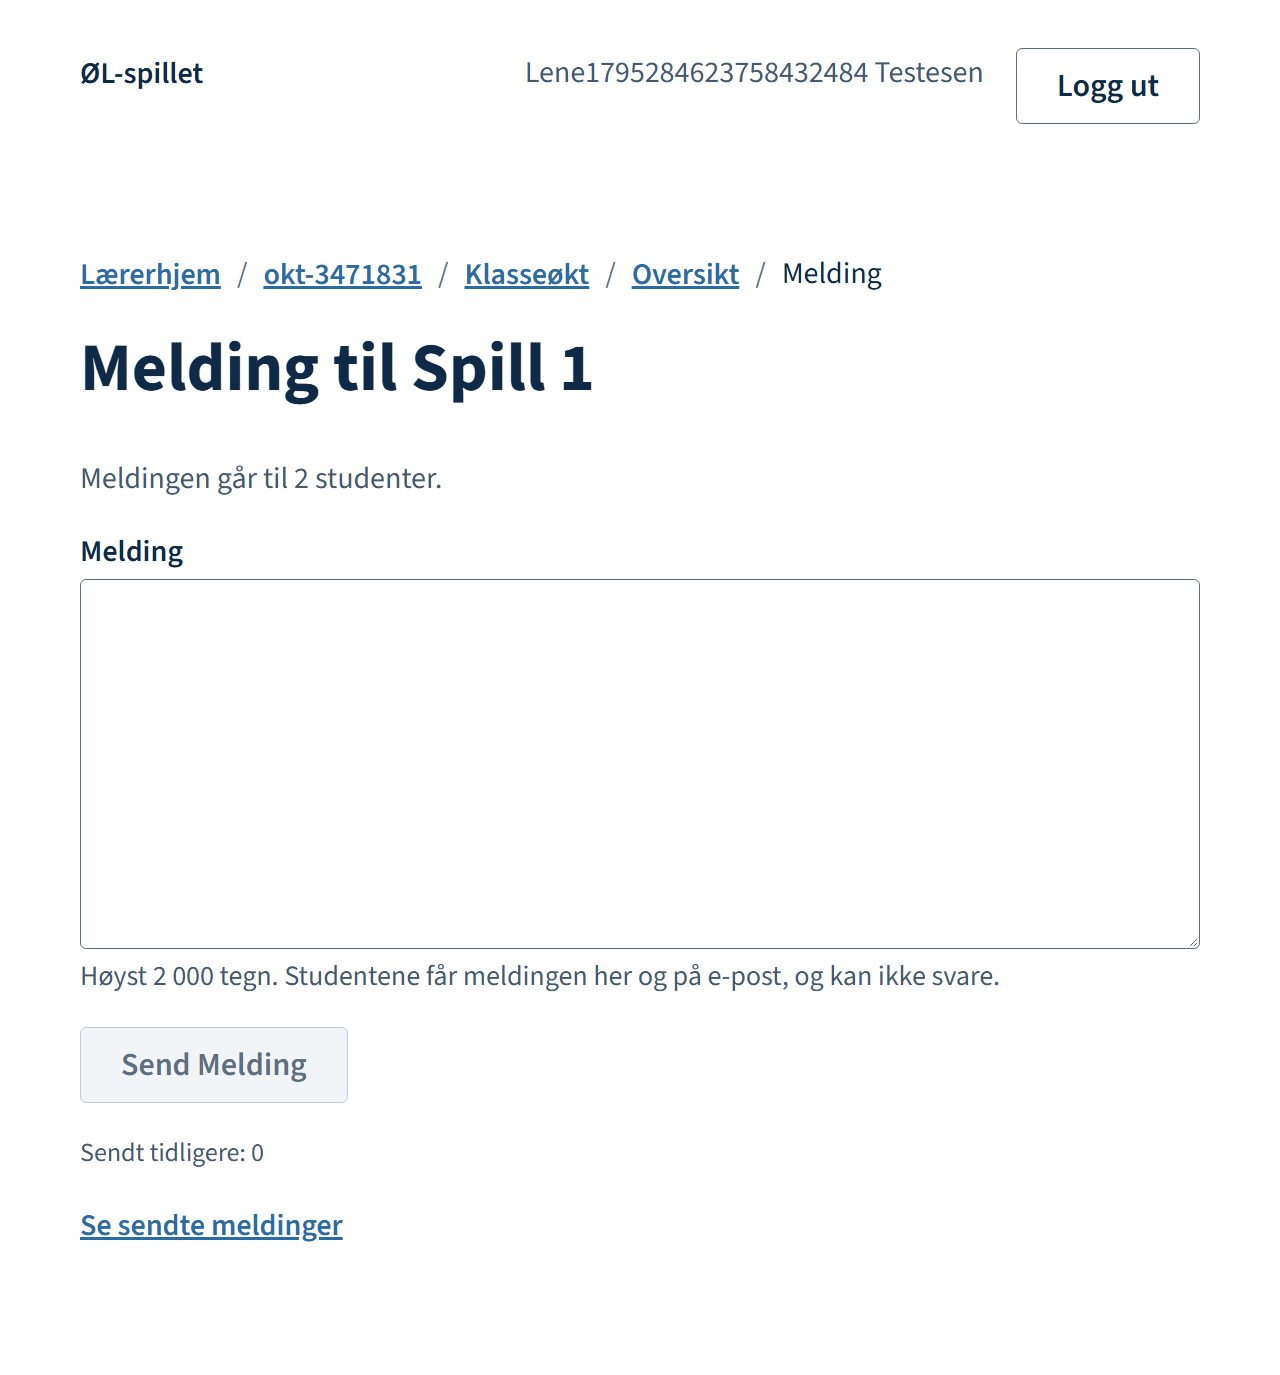 ØL-spillet
Lene1795284623758432484 Testesen
Logg ut
Lærerhjem / okt-3471831 / Klasseøkt / Oversikt / Melding
Melding til Spill 1
Meldingen går til 2 studenter.
Melding
Høyst 2 000 tegn. Studentene får meldingen her og på e-post, og kan ikke svare.
Send Melding
Sendt tidligere: 0
Se sendte meldinger